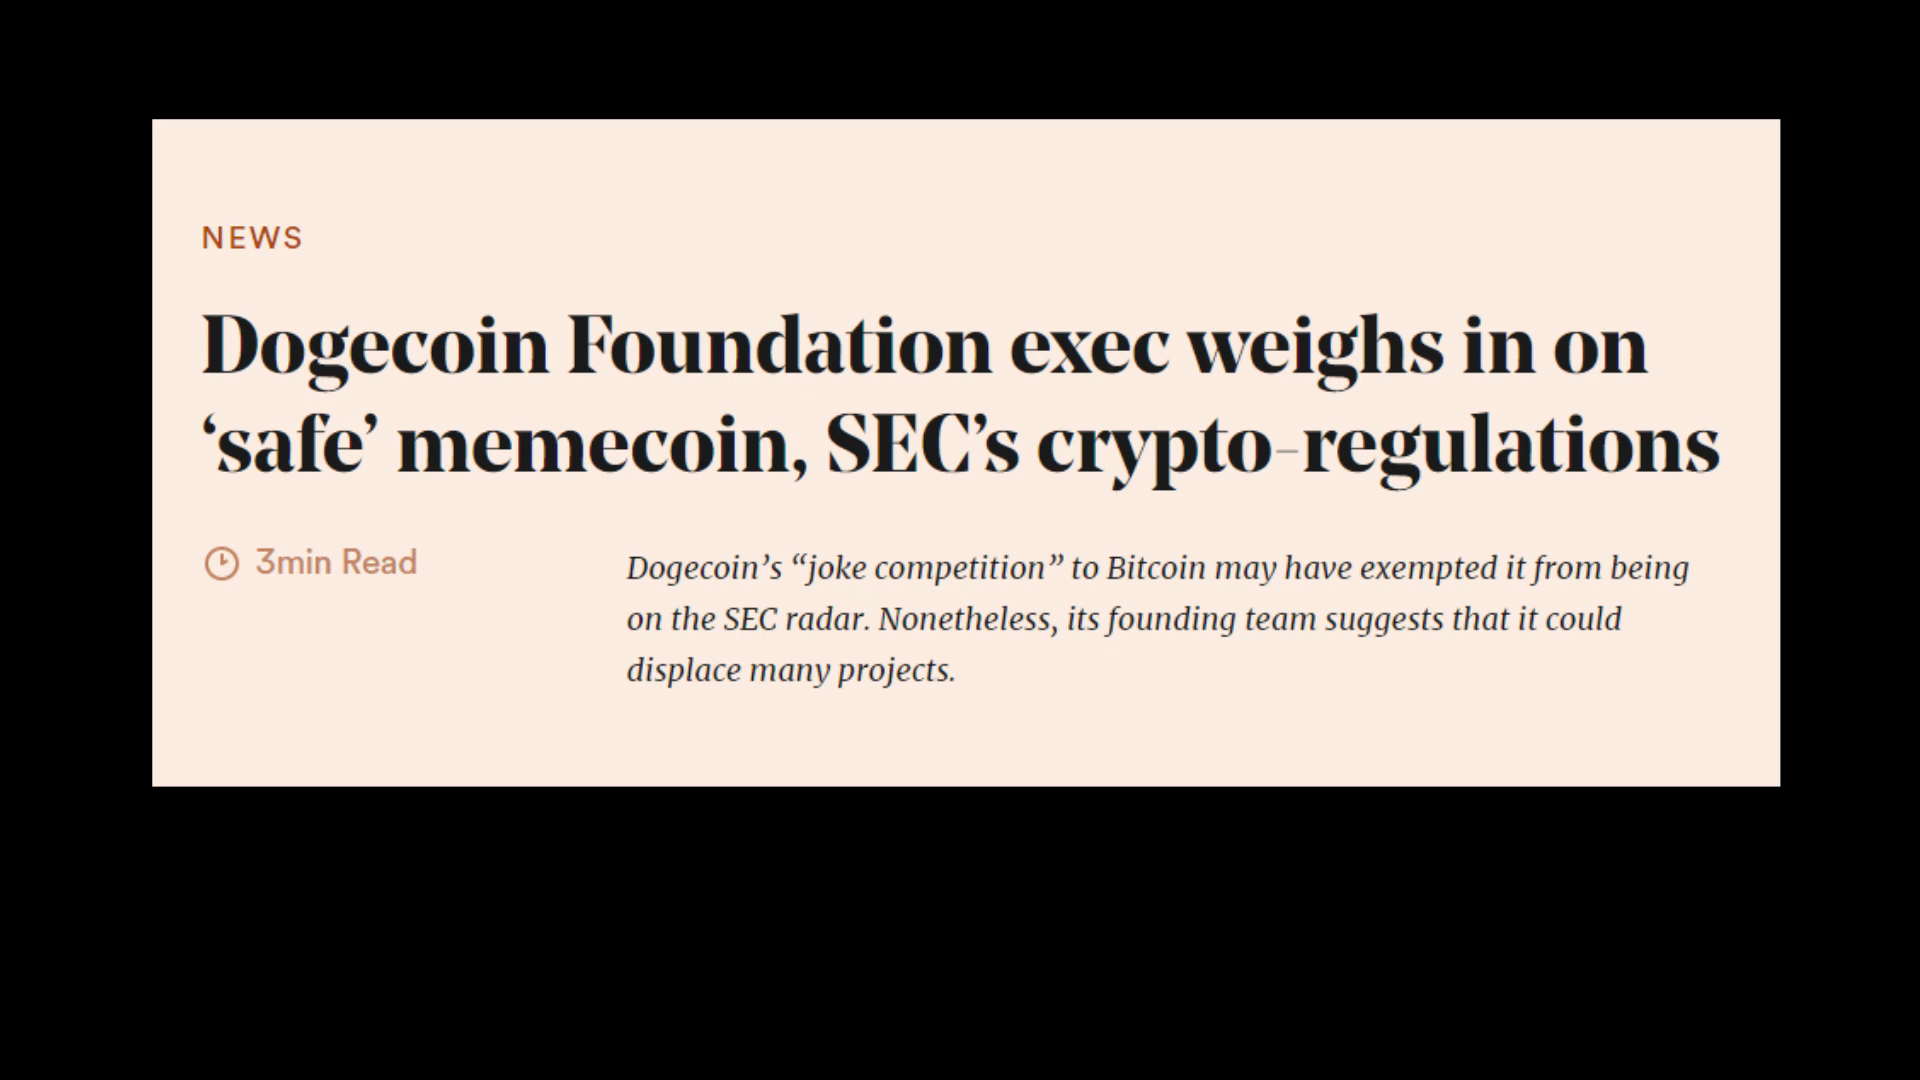 NEWS
Dogecoin Foundation exec weighs in on
‘safe’ memecoin, SEC’s crypto-regulations
3min Read
Dogecoin’s “joke competition” to Bitcoin may have exempted it from being
on the SEC radar. Nonetheless, its founding team suggests that it could
displace many projects.